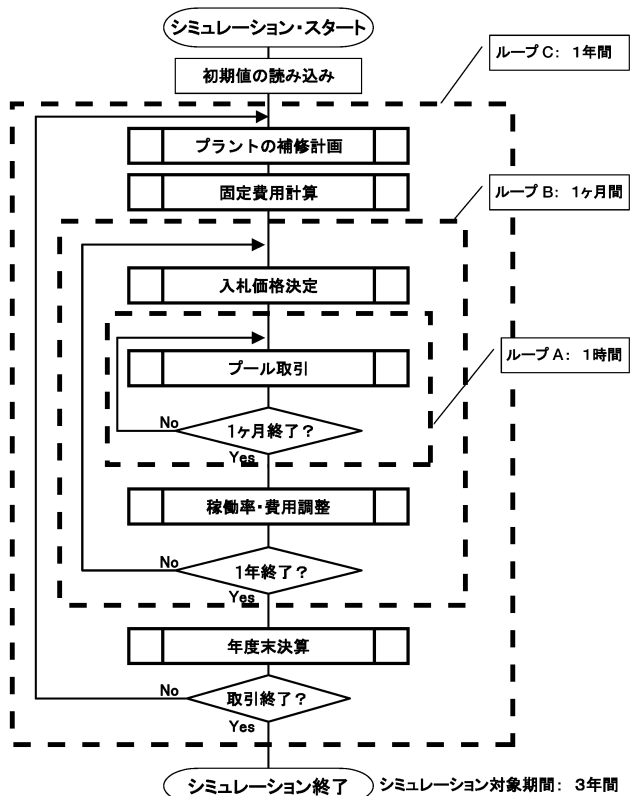 シミュレーション・スタート
ループC: 1年間
初期値の読み込み
プラントの補修計画
固定費用計算
ループB: 1ヶ月間
入札価格決定
プール取引
ループA: 1時間
No
1ヶ月終了？
Yes
稼働率・費用調整
No
1年終了？
Yes
年度末決算
No
取引終了？
Yes
シミュレーション終了
シミュレーション対象期間: 3年間